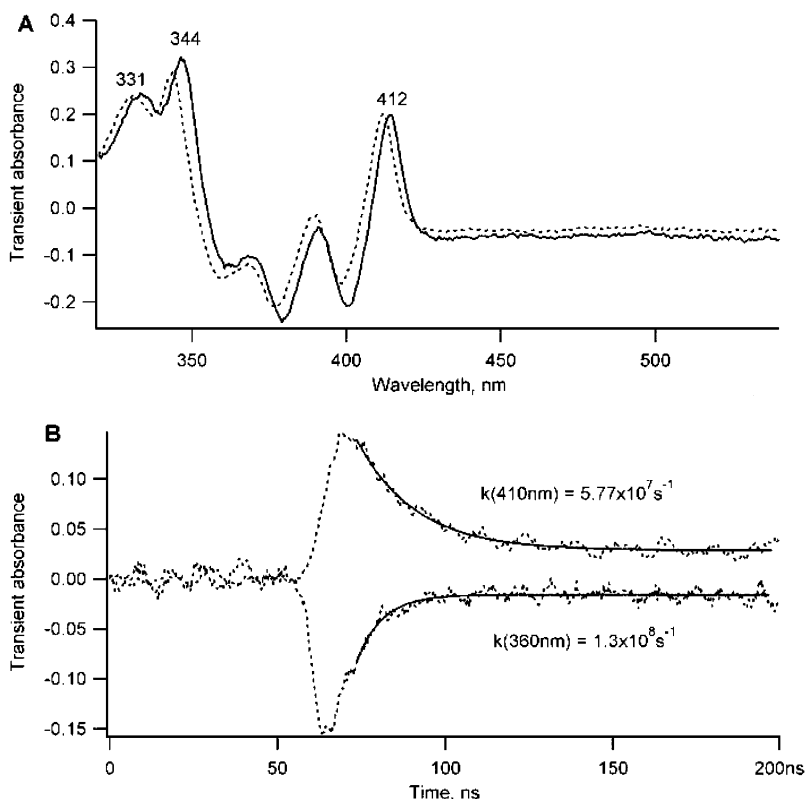 A
0.4
0.3
0.2
0.1
0.0
-0.1
-0.2
Transient absorbance
331
344
412
350
400
450
500
Wavelength, nm
B
0.10
0.05
0.00
-0.05
-0.10
-0.15
Transient absorbance
k(410nm) = 5.77x10⁷s⁻¹
k(360nm) = 1.3x10⁸s⁻¹
0
50
100
150
200ns
Time, ns